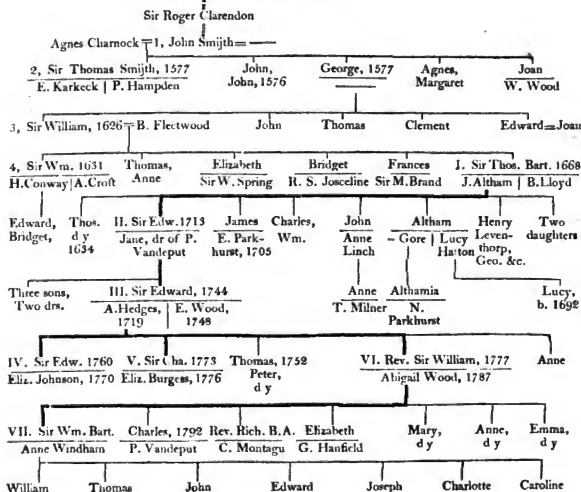 Sir Roger Clarendon
Agnes Charnock = 1, John Smijth =
2, Sir Thomas Smijth, 1577 John, George, 1577 Agnes, Joan
E. Karkeck | P. Hampden John, 1576 Margaret W. Wood
3, Sir William, 1626 = B. Fleetwood John Thomas Clement Edward = Joan
4, Sir Wm. 1631 Thomas, Elizabeth Bridget Frances I. Sir Thos. Bart. 1668
H. Conway | A. Croft Anne Sir W. Spring R. S. Josceline Sir M. Brand J. Altham | B. Lloyd
Edward, Thos. II. Sir Edw. 1713 James Charles, John Altham Henry Two
Bridget, d y Jane, dr of P. E. Park- Wm. Anne – Gore | Lucy Leven- daughters
1634 Vandeput hurst, 1705 Linch Hatton thorp,
Geo. &c.
Three sons, III. Sir Edward, 1744 Anne Althamia Lucy,
Two drs. A. Hedges, | E. Wood, T. Milner N. b. 1692
1719 | 1748 Parkhurst
IV. Sir Edw. 1760 V. Sir Cha. 1773 Thomas, 1752 VI. Rev. Sir William, 1777 Anne
Eliz. Johnson, 1770 Eliz. Burgess, 1776 Peter, Abigail Wood, 1787
d y
VII. Sir Wm. Bart. Charles, 1792 Rev. Rich. B.A. Elizabeth Mary, Anne, Emma,
Anne Windham P. Vandeput C. Montagu G. Hanfield d y d y d y
William Thomas John Edward Joseph Charlotte Caroline